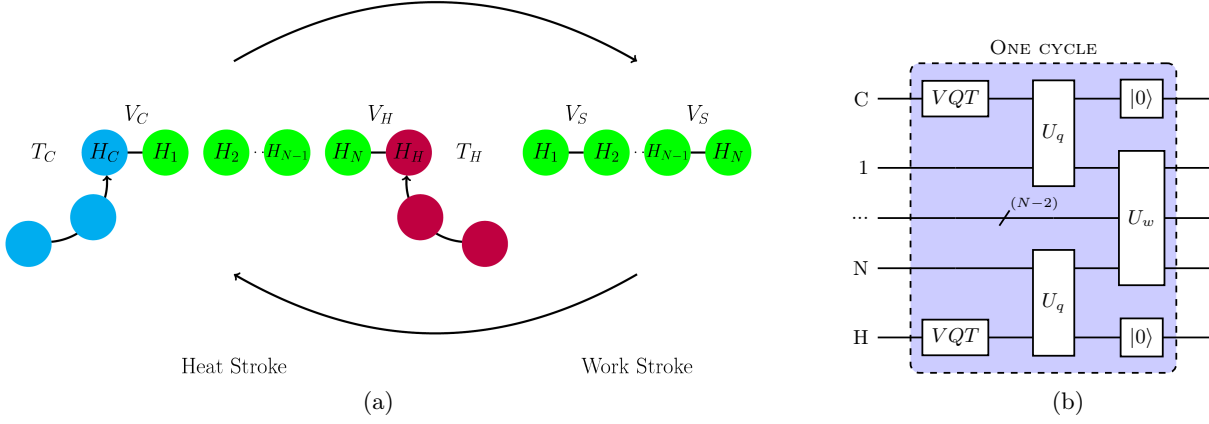 ONE CYCLE
V_C V_H V_S V_S
T_C H_C H_1 H_2 ·· H_{N−1} H_N H_H T_H H_1 H_2 ·· H_{N−1} H_N
C VQT U_q |0⟩
1
... (N−2) U_w
N
H VQT U_q |0⟩
Heat Stroke Work Stroke
(a) (b)